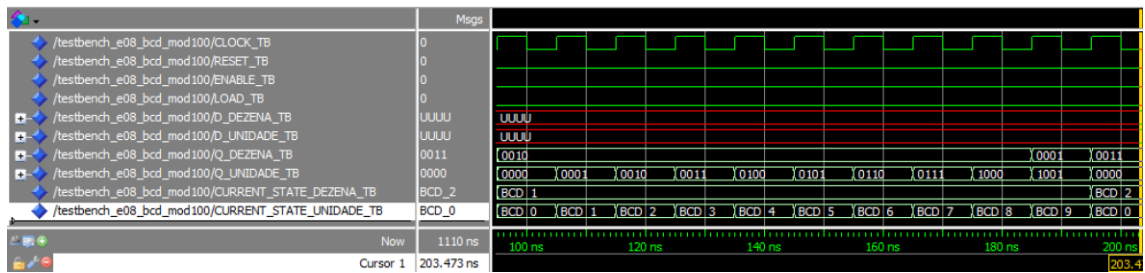 Msgs
/testbench_e08_bcd_mod100/CLOCK_TB 0
/testbench_e08_bcd_mod100/RESET_TB 0
/testbench_e08_bcd_mod100/ENABLE_TB 0
/testbench_e08_bcd_mod100/LOAD_TB 0
/testbench_e08_bcd_mod100/D_DEZENA_TB UUUU UUUU
/testbench_e08_bcd_mod100/D_UNIDADE_TB UUUU UUUU
/testbench_e08_bcd_mod100/Q_DEZENA_TB 0011 0010 0001 0011
/testbench_e08_bcd_mod100/Q_UNIDADE_TB 0000 0000 0001 0010 0011 0100 0101 0110 0111 1000 1001 0000
/testbench_e08_bcd_mod100/CURRENT_STATE_DEZENA_TB BCD_2 BCD_1 BCD_2
/testbench_e08_bcd_mod100/CURRENT_STATE_UNIDADE_TB BCD_0 BCD_0 BCD_1 BCD_2 BCD_3 BCD_4 BCD_5 BCD_6 BCD_7 BCD_8 BCD_9 BCD_0
Now 1110 ns 100 ns 120 ns 140 ns 160 ns 180 ns 200 ns
Cursor 1 203.473 ns 203.4